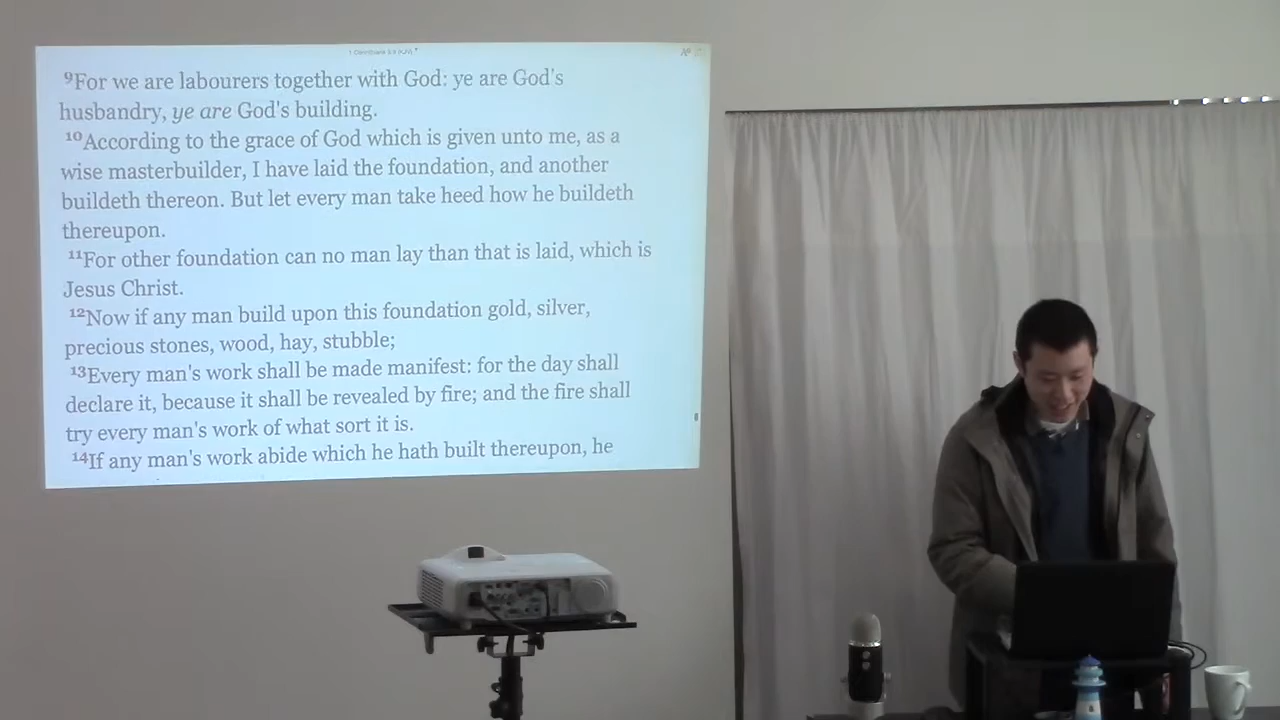 ⁹For we are labourers together with God: ye are God's
husbandry, ye are God's building.
¹⁰According to the grace of God which is given unto me, as a
wise masterbuilder, I have laid the foundation, and another
buildeth thereon. But let every man take heed how he buildeth
thereupon.
¹¹For other foundation can no man lay than that is laid, which is
Jesus Christ.
¹²Now if any man build upon this foundation gold, silver,
precious stones, wood, hay, stubble;
¹³Every man's work shall be made manifest: for the day shall
declare it, because it shall be revealed by fire; and the fire shall
try every man's work of what sort it is.
¹⁴If any man's work abide which he hath built thereupon, he